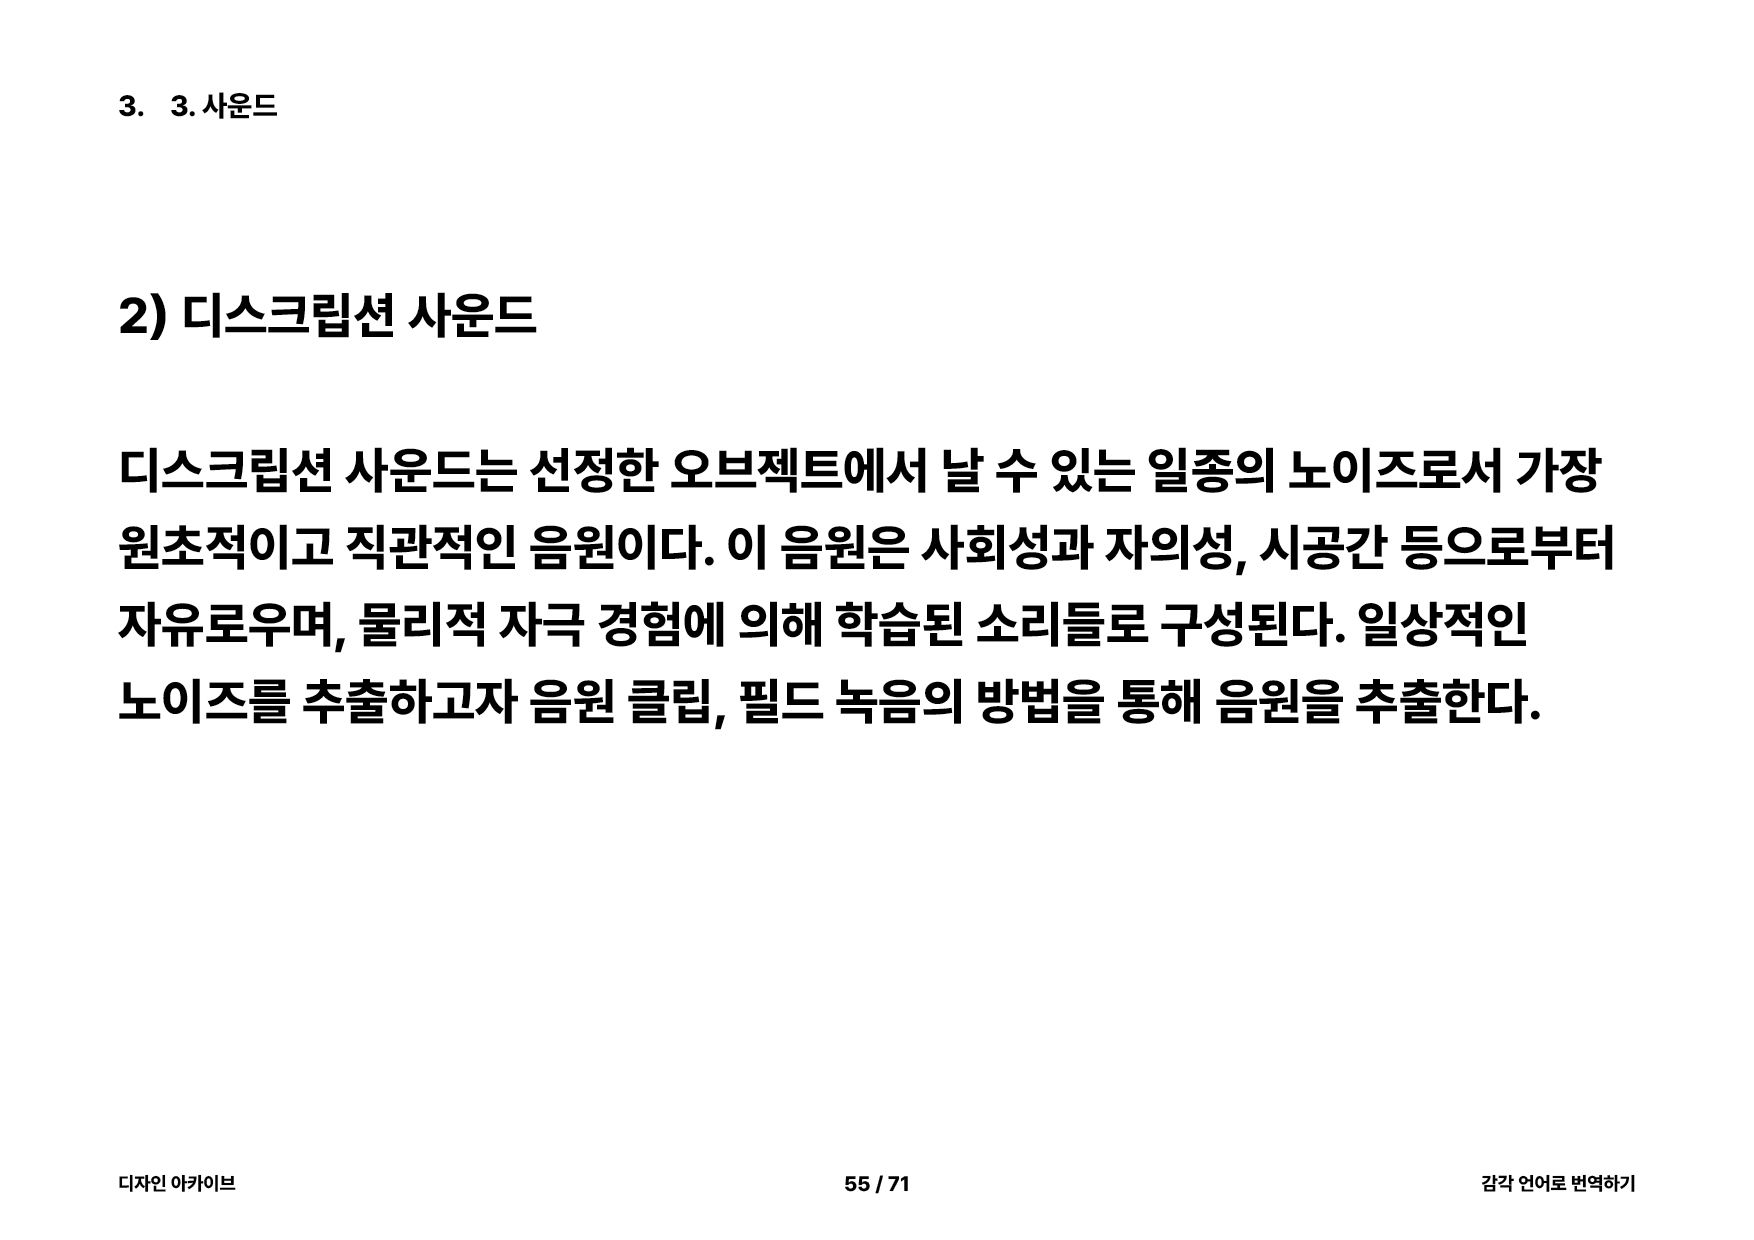 3. 3. 사운드
2) 디스크립션 사운드
디스크립션 사운드는 선정한 오브젝트에서 날 수 있는 일종의 노이즈로서 가장
원초적이고 직관적인 음원이다. 이 음원은 사회성과 자의성, 시공간 등으로부터
자유로우며, 물리적 자극 경험에 의해 학습된 소리들로 구성된다. 일상적인
노이즈를 추출하고자 음원 클립, 필드 녹음의 방법을 통해 음원을 추출한다.
디자인 아카이브
55 / 71
감각 언어로 번역하기